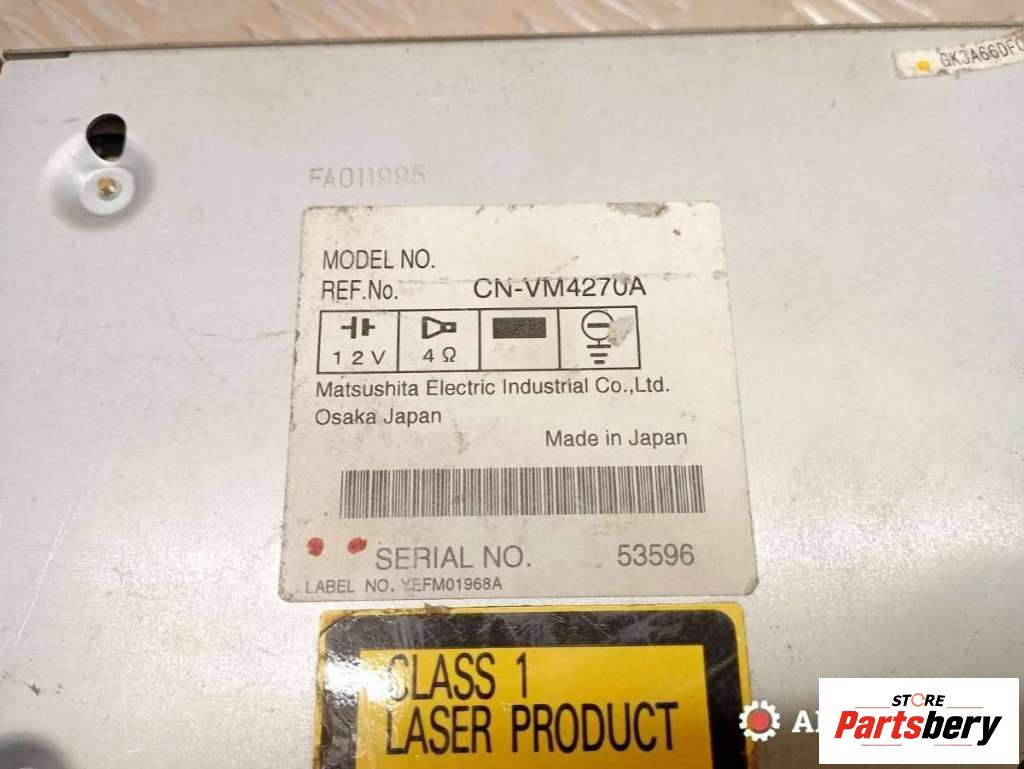 GK3A66DF
FA011995
MODEL NO.
REF.No. CN-VM4270A
12V 4Ω
Matsushita Electric Industrial Co.,Ltd.
Osaka Japan
Made in Japan
SERIAL NO. 53596
LABEL NO. YEFM01968A
CLASS 1
LASER PRODUCT
STORE
Partsbery